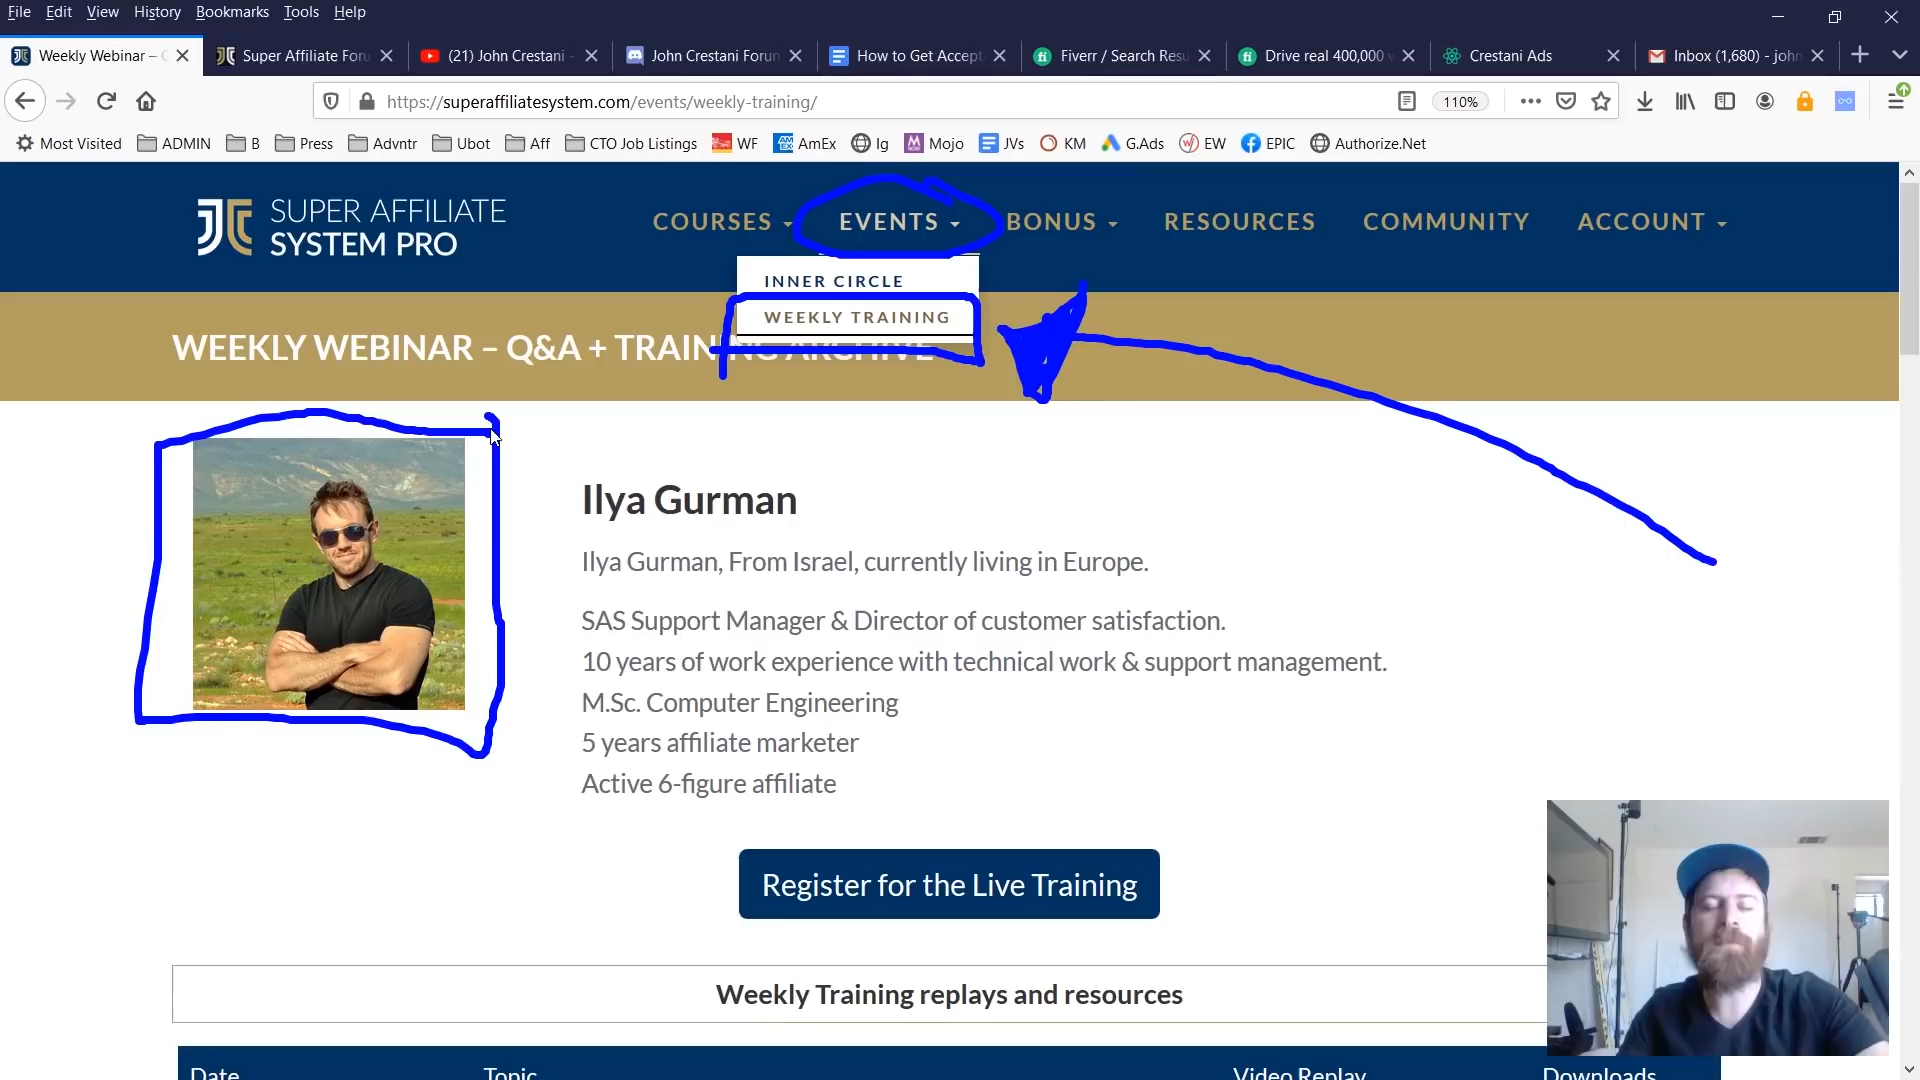 File Edit View History Bookmarks Tools Help
Weekly Webinar –
Super Affiliate Foru
(21) John Crestani -
John Crestani Forun
How to Get Accept
Fiverr / Search Resu
Drive real 400,000
Crestani Ads
Inbox (1,680) - john
https://superaffiliatesystem.com/events/weekly-training/
110%
Most Visited ADMIN B Press Advntr Ubot Aff CTO Job Listings WF AmEx Ig Mojo JVs KM G.Ads EW EPIC Authorize.Net
JC SUPER AFFILIATE
SYSTEM PRO
COURSES EVENTS BONUS RESOURCES COMMUNITY ACCOUNT
INNER CIRCLE
WEEKLY TRAINING
WEEKLY WEBINAR – Q&A + TRAINING ARCHIVE
Ilya Gurman
Ilya Gurman, From Israel, currently living in Europe.
SAS Support Manager & Director of customer satisfaction.
10 years of work experience with technical work & support management.
M.Sc. Computer Engineering
5 years affiliate marketer
Active 6-figure affiliate
Register for the Live Training
Weekly Training replays and resources
Date Topic Video Replay Downloads